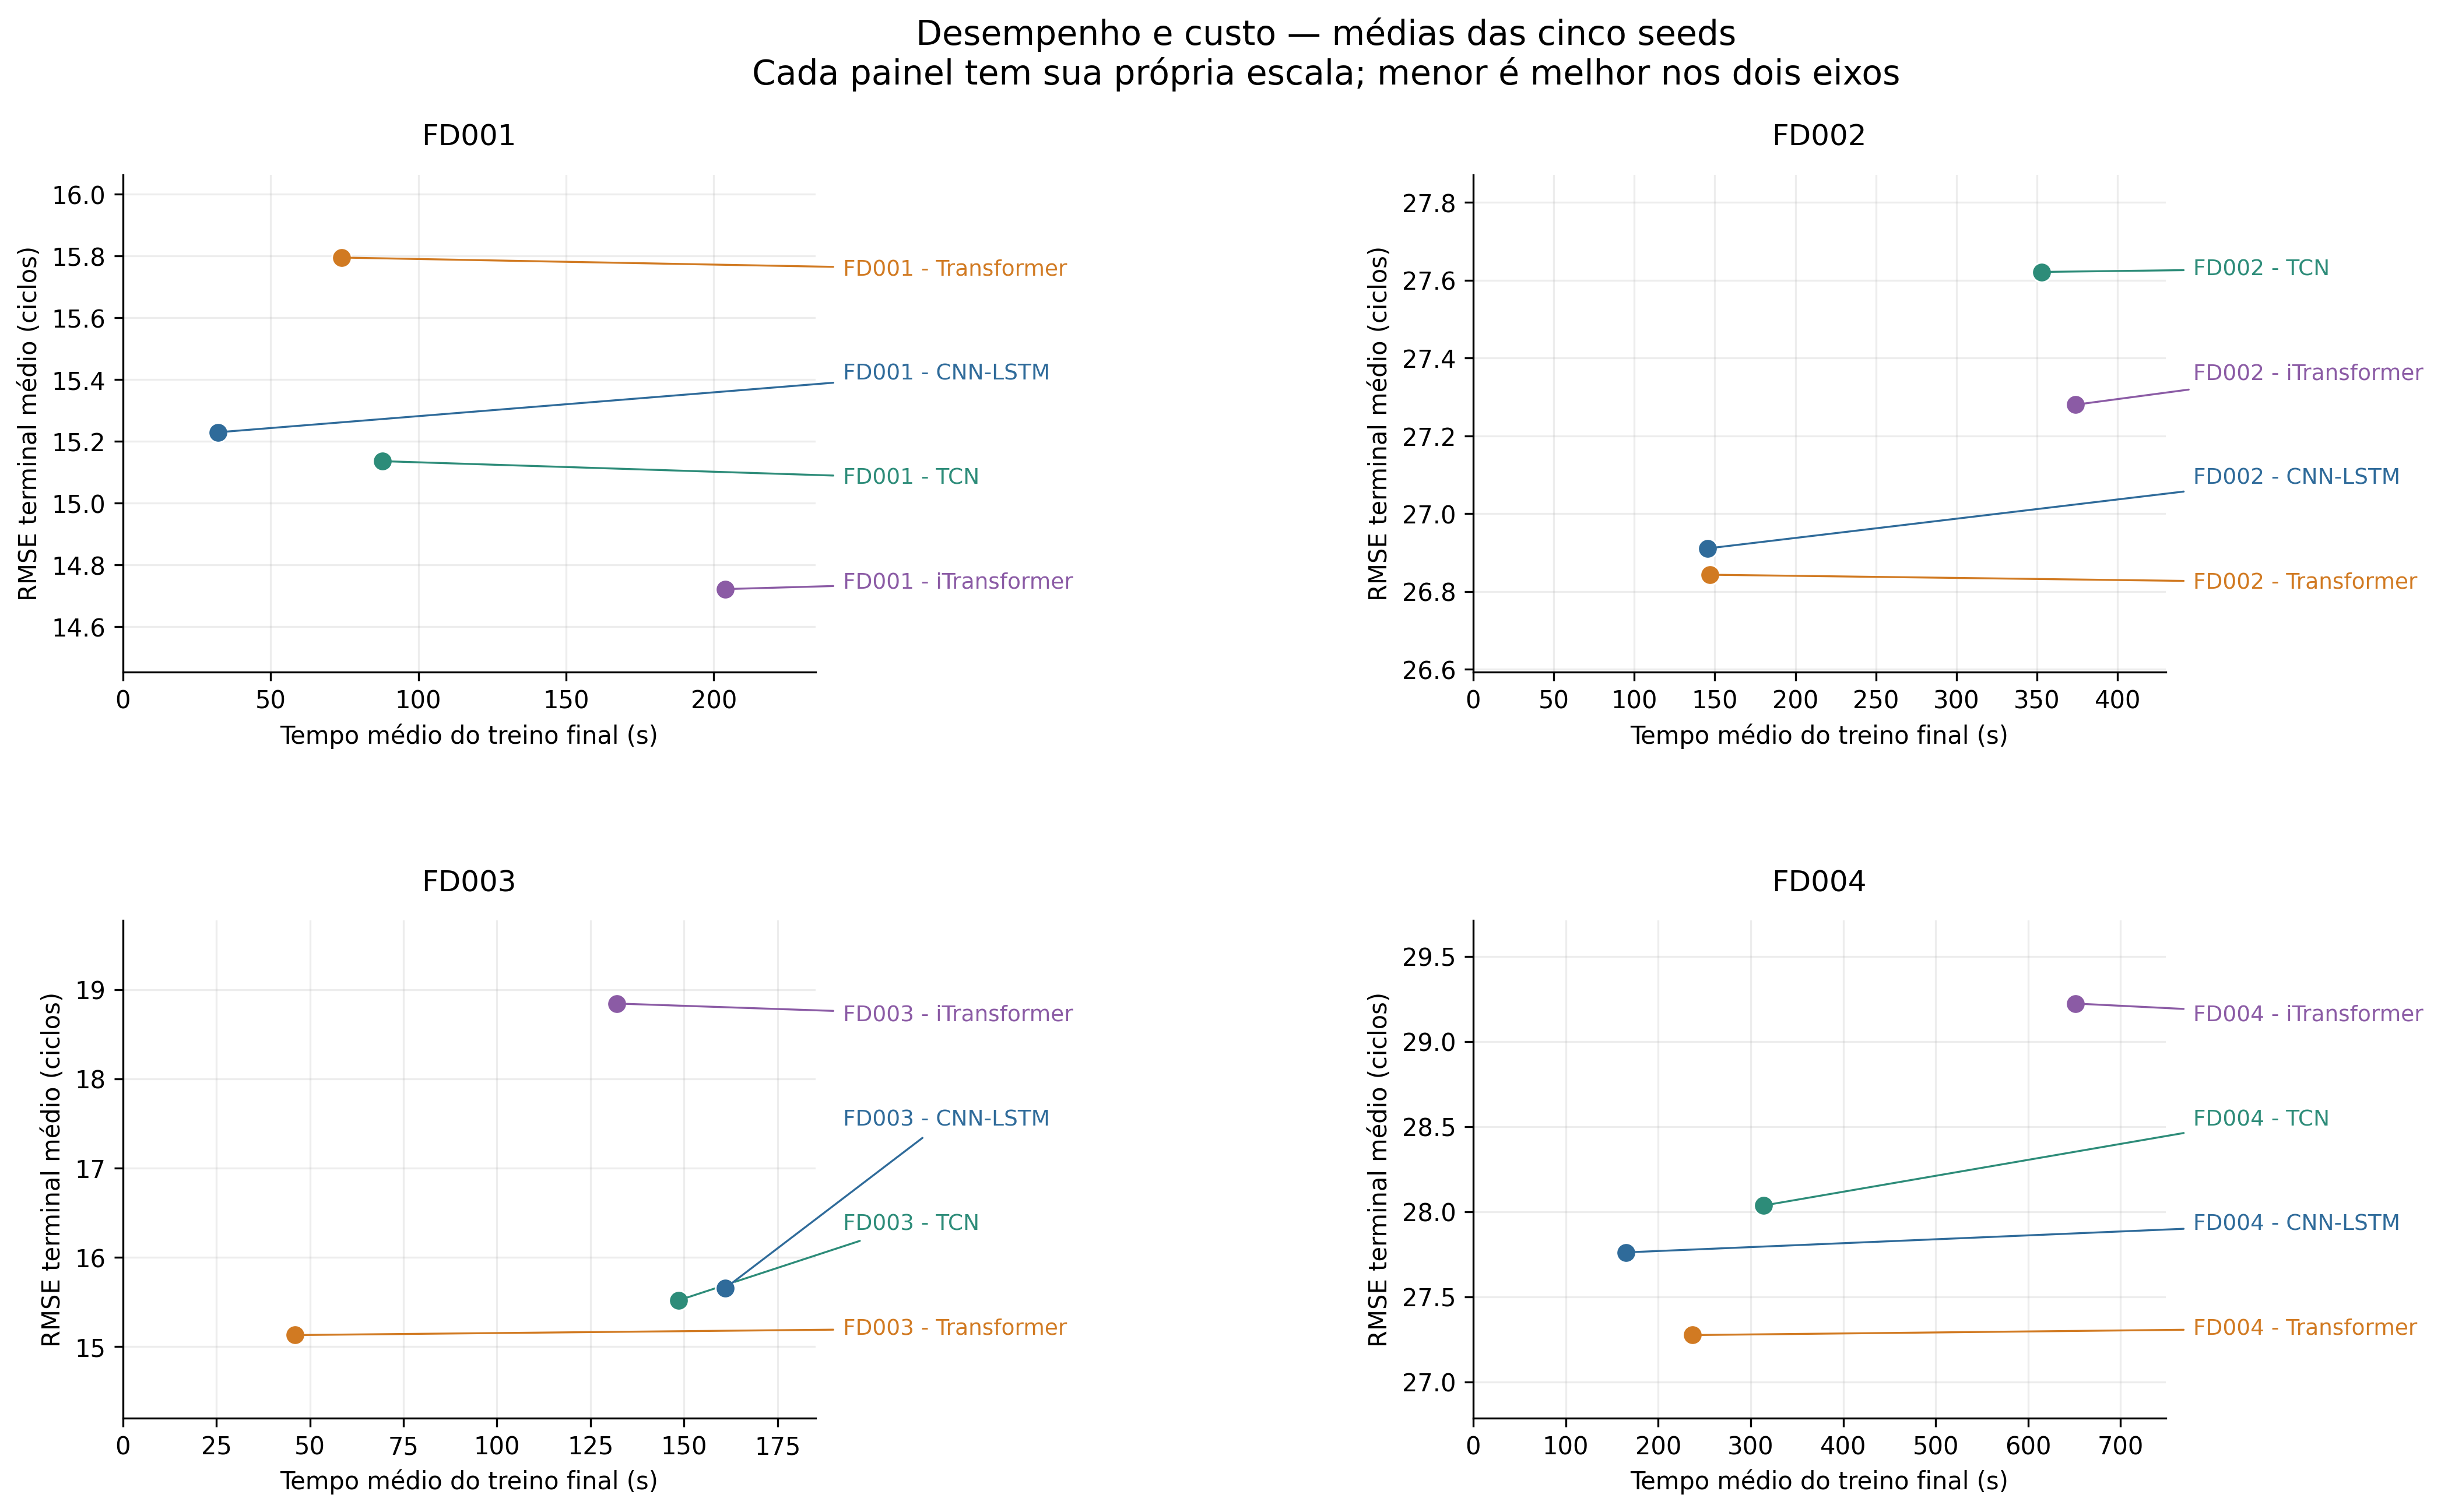 Desempenho e custo — médias das cinco seeds
Cada painel tem sua própria escala; menor é melhor nos dois eixos
FD001
RMSE terminal médio (ciclos)
16.0
15.8
15.6
15.4
15.2
15.0
14.8
14.6
FD001 - Transformer
FD001 - CNN-LSTM
FD001 - TCN
FD001 - iTransformer
0 50 100 150 200
Tempo médio do treino final (s)
FD002
RMSE terminal médio (ciclos)
27.8
27.6
27.4
27.2
27.0
26.8
26.6
FD002 - TCN
FD002 - iTransformer
FD002 - CNN-LSTM
FD002 - Transformer
0 50 100 150 200 250 300 350 400
Tempo médio do treino final (s)
FD003
RMSE terminal médio (ciclos)
19
18
17
16
15
FD003 - iTransformer
FD003 - CNN-LSTM
FD003 - TCN
FD003 - Transformer
0 25 50 75 100 125 150 175
Tempo médio do treino final (s)
FD004
RMSE terminal médio (ciclos)
29.5
29.0
28.5
28.0
27.5
27.0
FD004 - iTransformer
FD004 - TCN
FD004 - CNN-LSTM
FD004 - Transformer
0 100 200 300 400 500 600 700
Tempo médio do treino final (s)